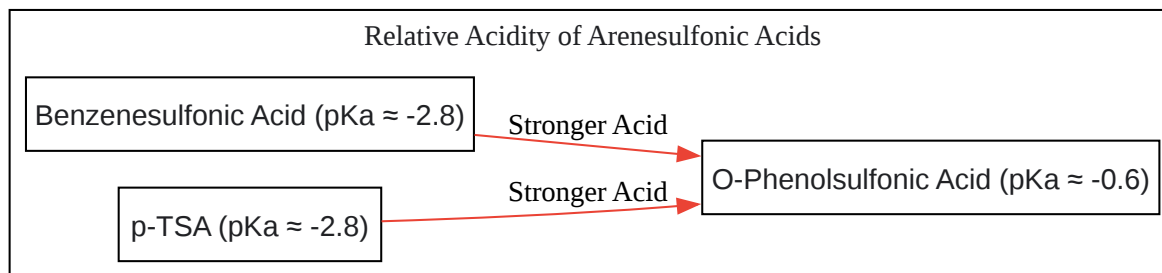 Relative Acidity of Arenesulfonic Acids
Benzenesulfonic Acid (pKa ≈ -2.8)
Stronger Acid
O-Phenolsulfonic Acid (pKa ≈ -0.6)
Stronger Acid
p-TSA (pKa ≈ -2.8)